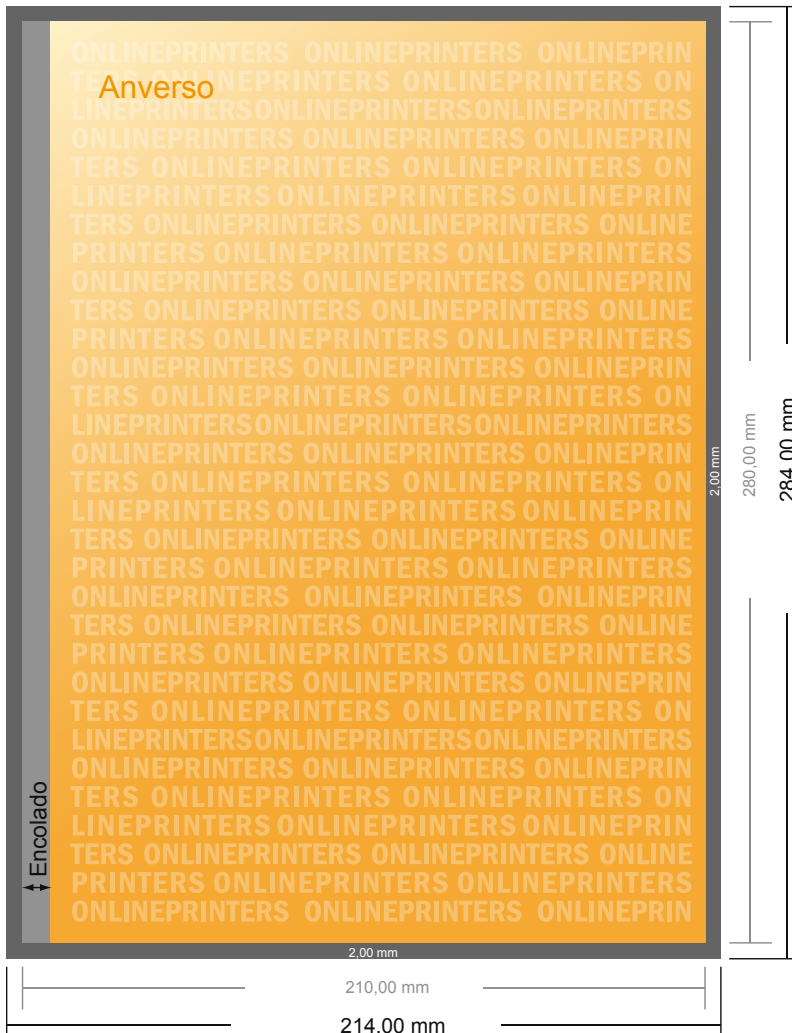 ONLINEPRINTERS ONLINEPRINTERS ONLINEPRIN
TERS ONLINEPRINTERS ONLINEPRINTERS ON
Anverso
LINEPRINTERSONLINEPRINTERSONLINEPRINTERS
ONLINEPRINTERS ONLINEPRINTERS ONLINEPRIN
TERS ONLINEPRINTERS ONLINEPRINTERS ON
LINEPRINTERS ONLINEPRINTERS ONLINEPRIN
TERS ONLINEPRINTERS ONLINEPRINTERS ONLINE
PRINTERS ONLINEPRINTERS ONLINEPRINTERS
ONLINEPRINTERS ONLINEPRINTERS ONLINEPRIN
TERS ONLINEPRINTERS ONLINEPRINTERS ONLINE
PRINTERS ONLINEPRINTERS ONLINEPRINTERS
ONLINEPRINTERS ONLINEPRINTERS ONLINEPRIN
TERS ONLINEPRINTERS ONLINEPRINTERS ON
LINEPRINTERSONLINEPRINTERSONLINEPRINTERS
ONLINEPRINTERS ONLINEPRINTERS ONLINEPRIN
TERS ONLINEPRINTERS ONLINEPRINTERS ON
LINEPRINTERS ONLINEPRINTERS ONLINEPRIN
TERS ONLINEPRINTERS ONLINEPRINTERS ONLINE
PRINTERS ONLINEPRINTERS ONLINEPRINTERS
ONLINEPRINTERS ONLINEPRINTERS ONLINEPRIN
TERS ONLINEPRINTERS ONLINEPRINTERS ONLINE
PRINTERS ONLINEPRINTERS ONLINEPRINTERS
ONLINEPRINTERS ONLINEPRINTERS ONLINEPRIN
TERS ONLINEPRINTERS ONLINEPRINTERS ON
LINEPRINTERSONLINEPRINTERSONLINEPRINTERS
ONLINEPRINTERS ONLINEPRINTERS ONLINEPRIN
TERS ONLINEPRINTERS ONLINEPRINTERS ON
LINEPRINTERS ONLINEPRINTERS ONLINEPRIN
TERS ONLINEPRINTERS ONLINEPRINTERS ONLINE
PRINTERS ONLINEPRINTERS ONLINEPRINTERS
ONLINEPRINTERS ONLINEPRINTERS ONLINEPRIN
Encolado
2,00 mm
280,00 mm
284,00 mm
2,00 mm
210,00 mm
214,00 mm